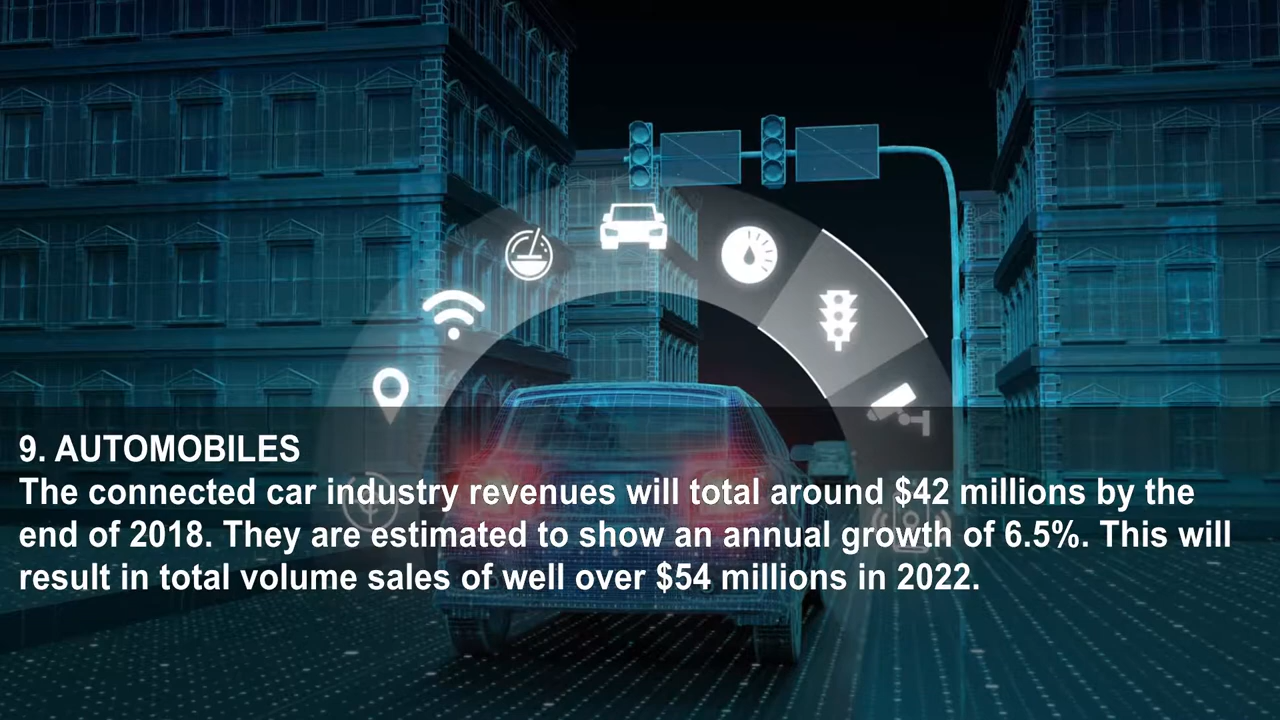 9. AUTOMOBILES
The connected car industry revenues will total around $42 millions by the
end of 2018. They are estimated to show an annual growth of 6.5%. This will
result in total volume sales of well over $54 millions in 2022.